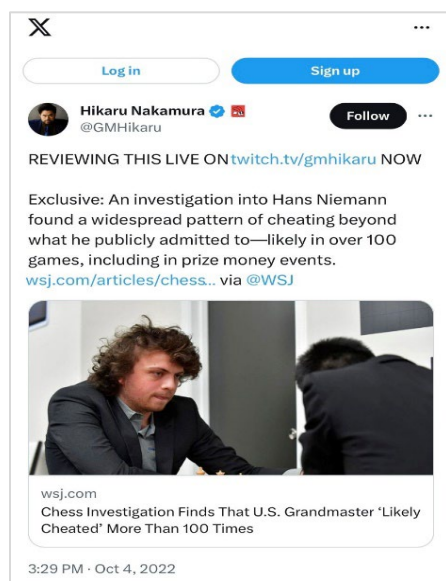 Log in Sign up
Hikaru Nakamura
@GMHikaru
Follow
REVIEWING THIS LIVE ON twitch.tv/gmhikaru NOW
Exclusive: An investigation into Hans Niemann
found a widespread pattern of cheating beyond
what he publicly admitted to—likely in over 100
games, including in prize money events.
wsj.com/articles/chess... via @WSJ
wsj.com
Chess Investigation Finds That U.S. Grandmaster ‘Likely
Cheated’ More Than 100 Times
3:29 PM · Oct 4, 2022